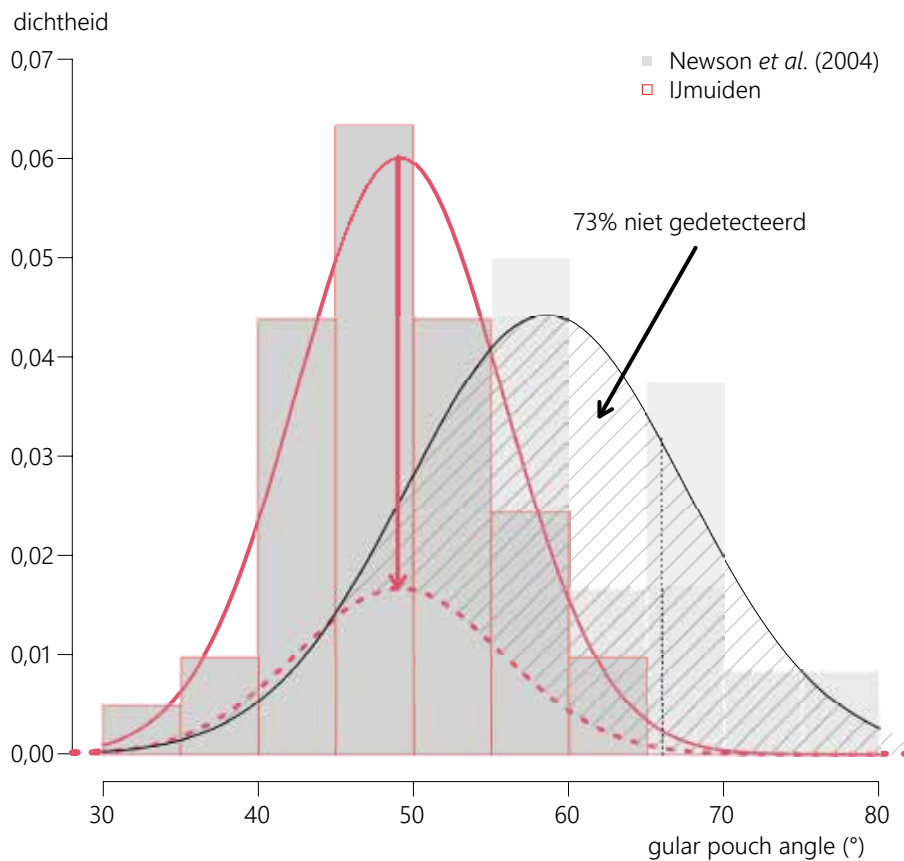 dichtheid
0,07
Newson et al. (2004)
IJmuiden
0,06
73% niet gedetecteerd
0,05
0,04
0,03
0,02
0,01
0,00
30 40 50 60 70 80
gular pouch angle (°)